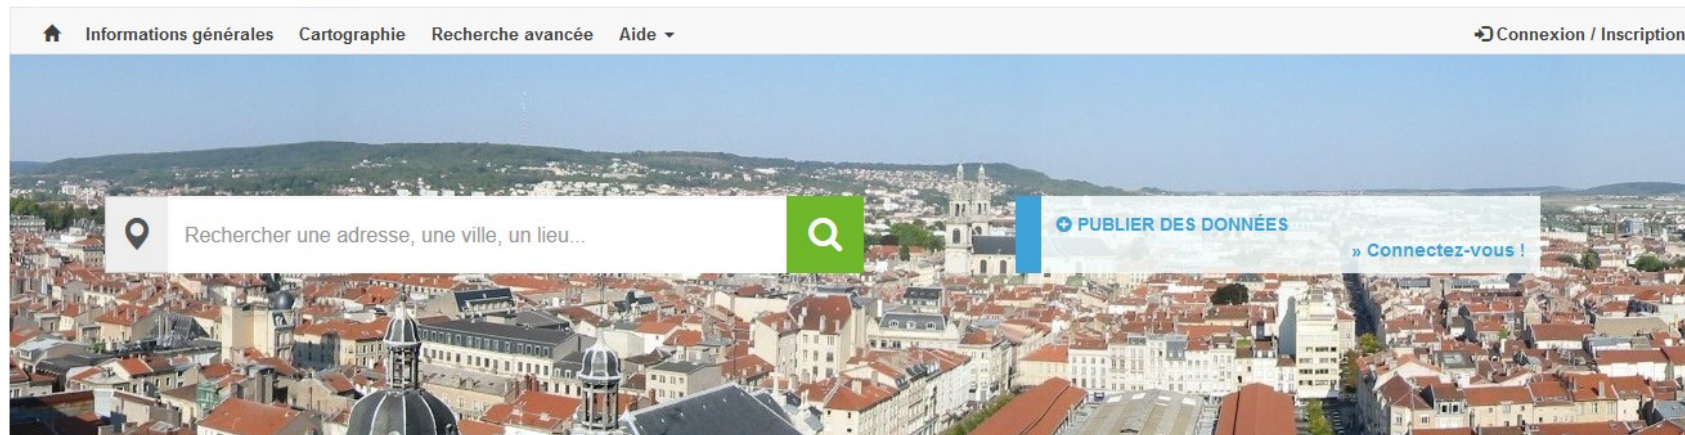 Informations générales Cartographie Recherche avancée Aide Connexion / Inscription
Rechercher une adresse, une ville, un lieu...
PUBLIER DES DONNÉES
» Connectez-vous !